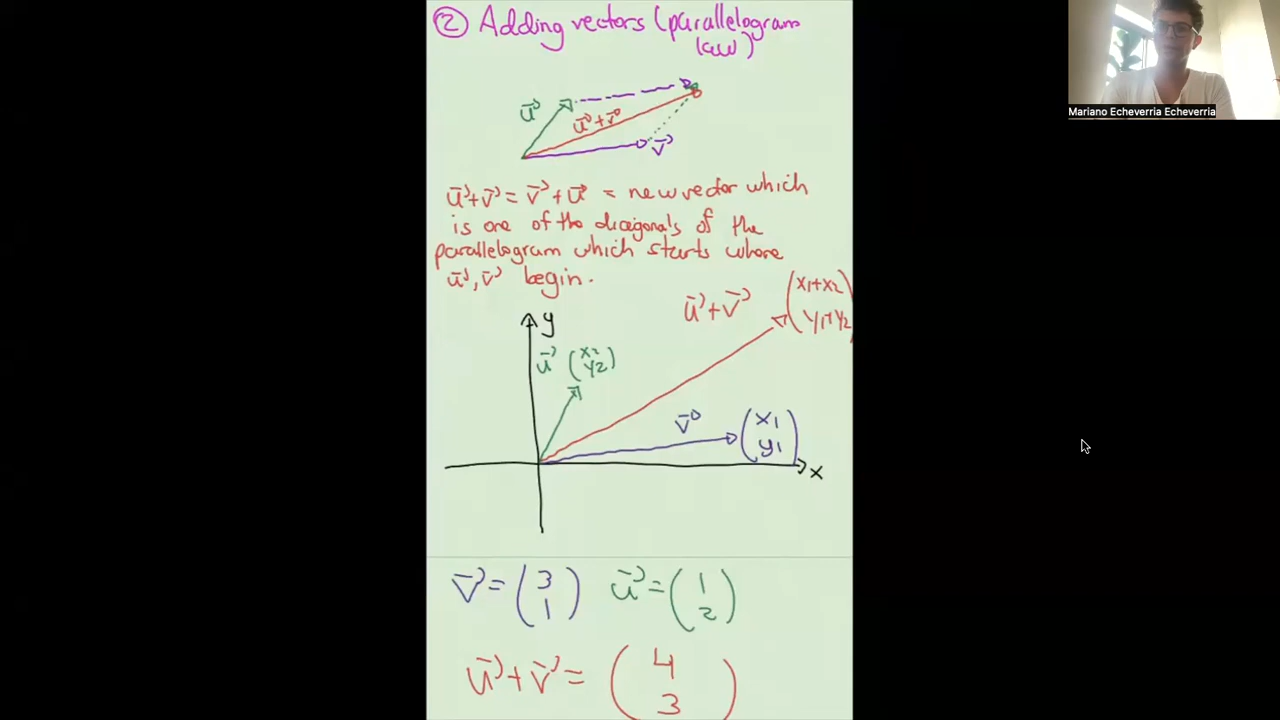 ② Adding vectors (parallelogram
law)
Mariano Echeverria Echeverria
u⃗
u⃗+v⃗
v⃗
u⃗+v⃗ = v⃗+u⃗ = new vector which
is one of the diagonals of the
parallelogram which starts where
u⃗, v⃗ begin.
u⃗+v⃗
(x1+x2
y1+y2)
y
u⃗ (x2
y2)
v⃗
(x1
y1)
x
v⃗ = (3
1)
u⃗ = (1
2)
u⃗+v⃗ = (4
3)